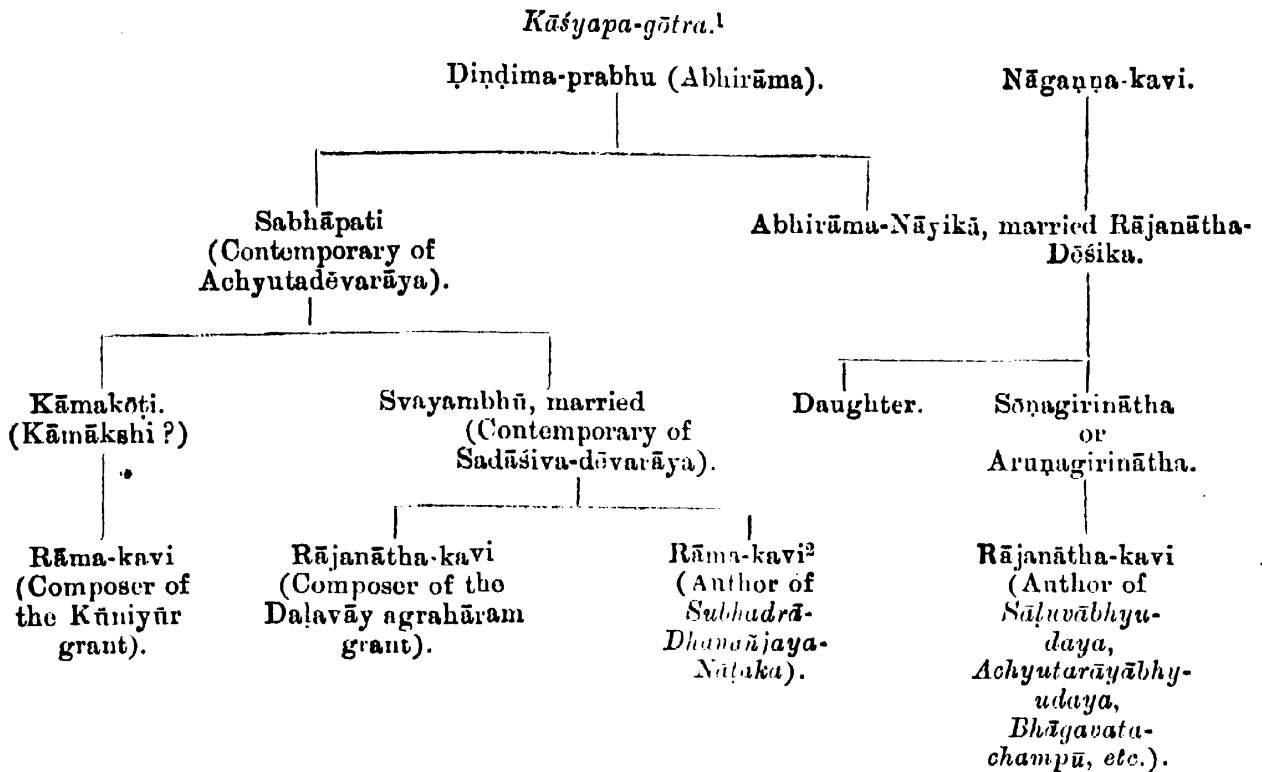 Kāśyapa-gōtra.¹
Ḍiṇḍima-prabhu (Abhirāma).
Nāgaṇṇa-kavi.
Sabhāpati
(Contemporary of
Achyutadēvarāya).
Abhirāma-Nāyikā, married Rājanātha-
Dēśika.
Kāmakōṭi.
(Kāmākshi ?)
Svayambhū, married
(Contemporary of
Sadāśiva-dēvarāya).
Daughter.
Sōṇagirinātha
or
Aruṇagirinātha.
Rāma-kavi
(Composer of
the Kūniyūr
grant).
Rājanātha-kavi
(Composer of the
Daḷavāy agrahāram
grant).
Rāma-kavi²
(Author of
Subhadrā-
Dhanañjaya-
Nāṭaka).
Rājanātha-kavi
(Author of
Sāḷuvābhyu-
daya,
Achyutarāyābhy-
udaya,
Bhāgavata-
champū, etc.).